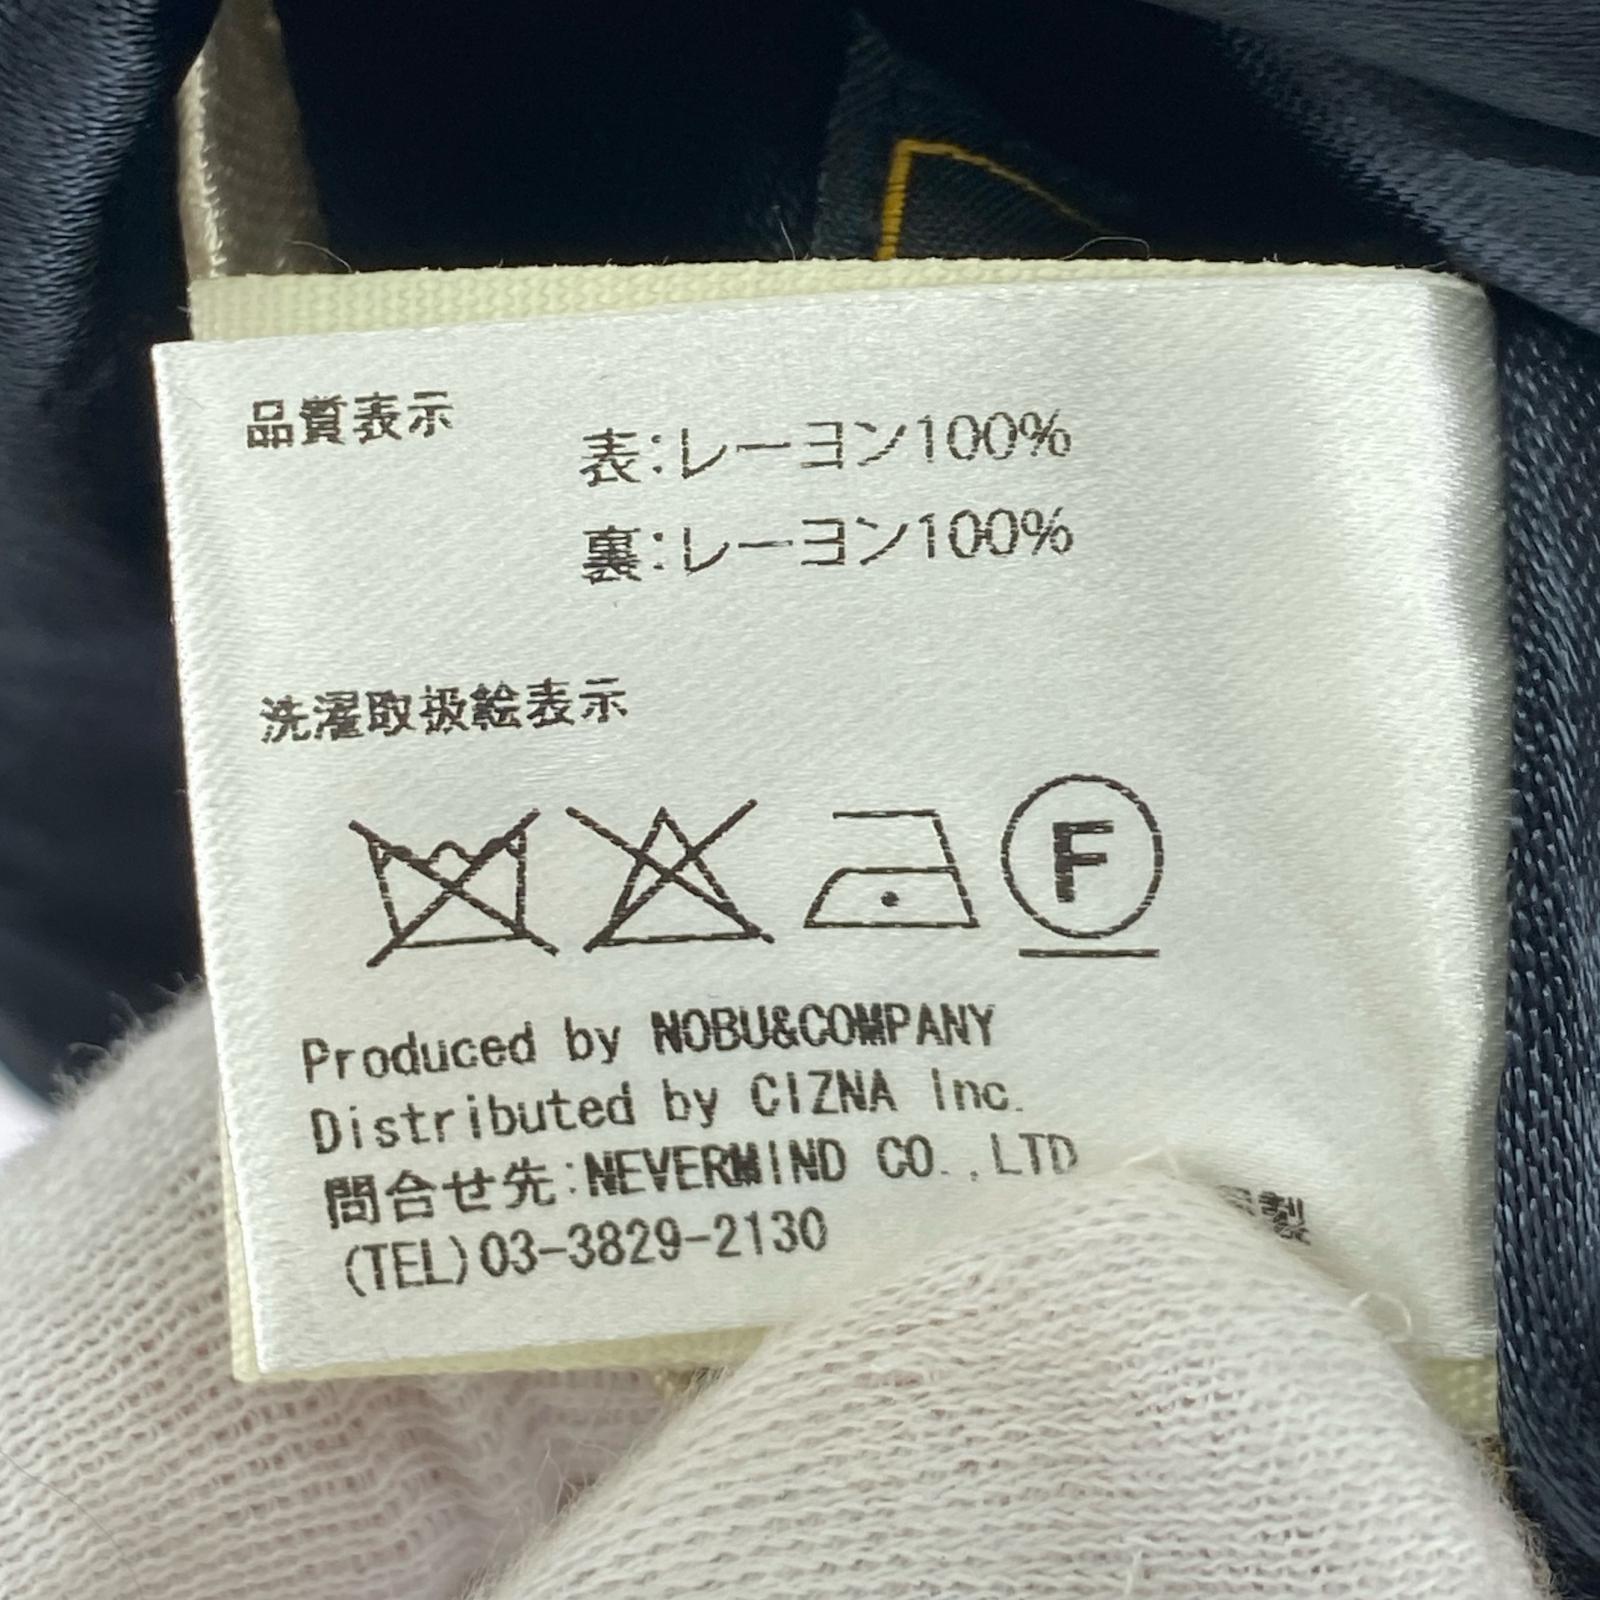 品質表示
表:レーヨン100%
裏:レーヨン100%
洗濯取扱絵表示
F
Produced by NOBU&COMPANY
Distributed by CIZNA Inc.
問合せ先:NEVERMIND CO.,LTD
(TEL)03-3829-2130
製